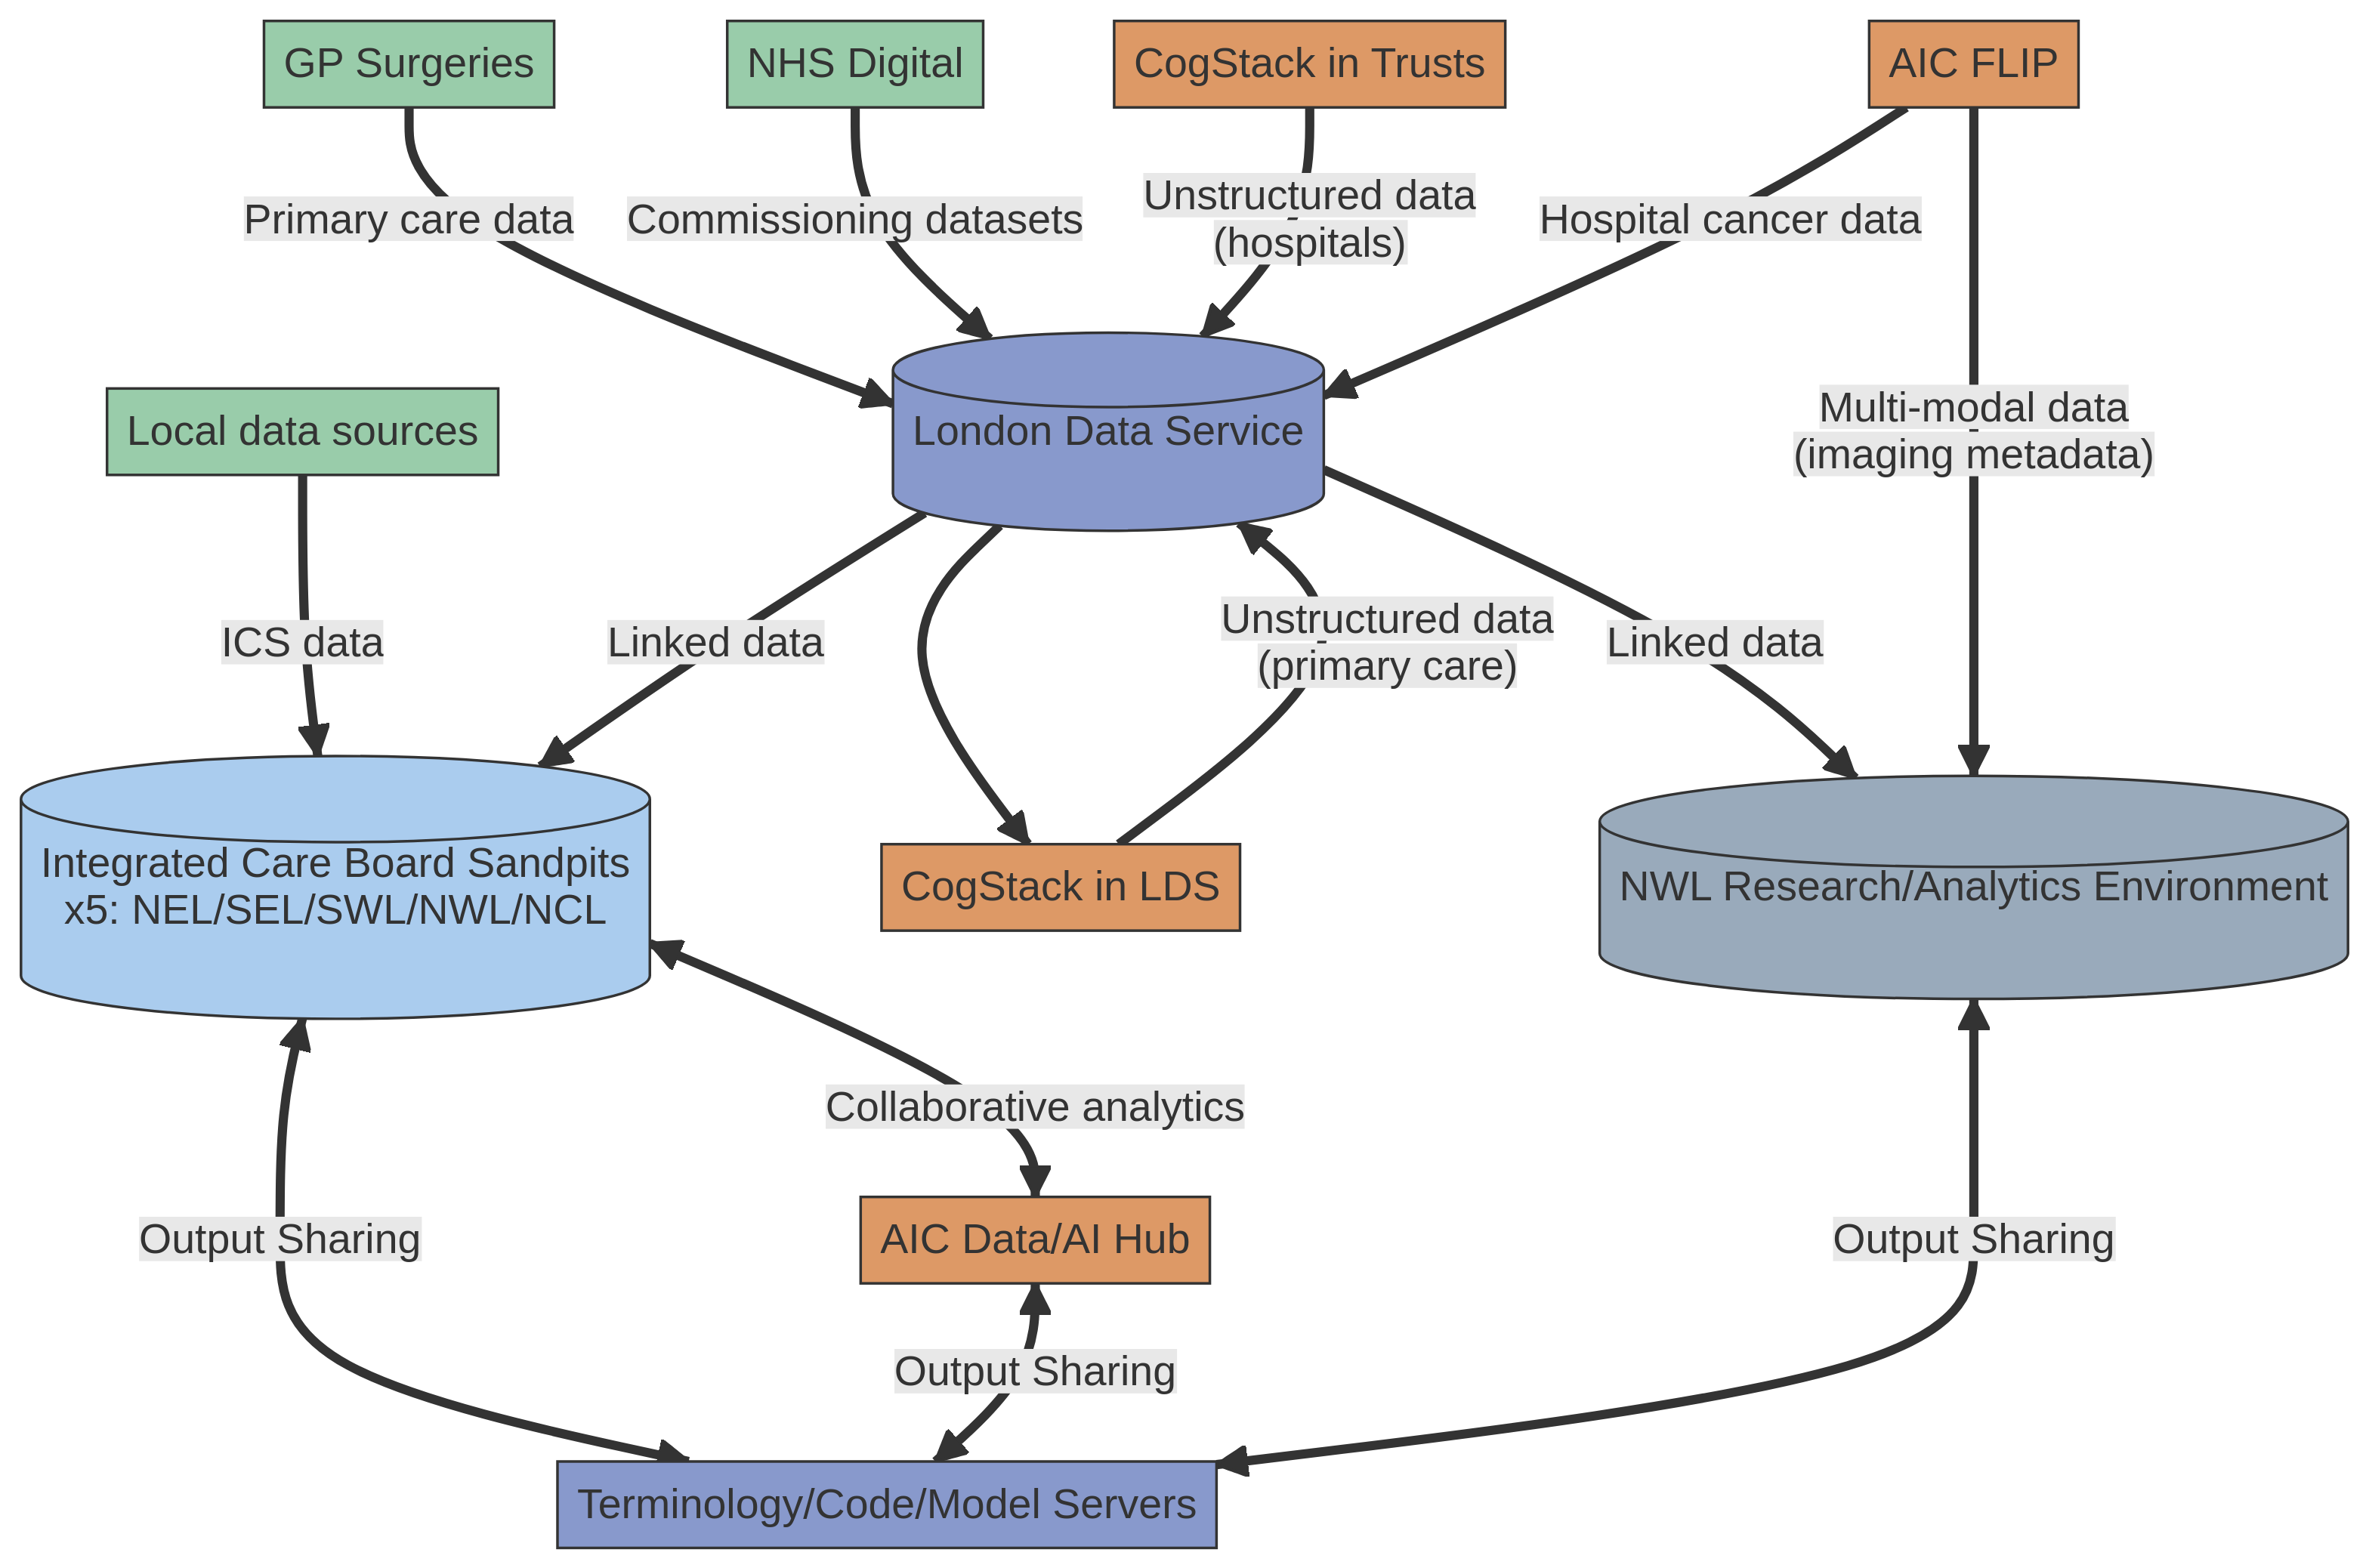 GP Surgeries
NHS Digital
CogStack in Trusts
AIC FLIP
Primary care data
Commissioning datasets
Unstructured data
(hospitals)
Hospital cancer data
Local data sources
London Data Service
Multi-modal data
(imaging metadata)
ICS data
Linked data
Unstructured data
(primary care)
Linked data
Integrated Care Board Sandpits
x5: NEL/SEL/SWL/NWL/NCL
CogStack in LDS
NWL Research/Analytics Environment
Collaborative analytics
Output Sharing
AIC Data/AI Hub
Output Sharing
Output Sharing
Terminology/Code/Model Servers